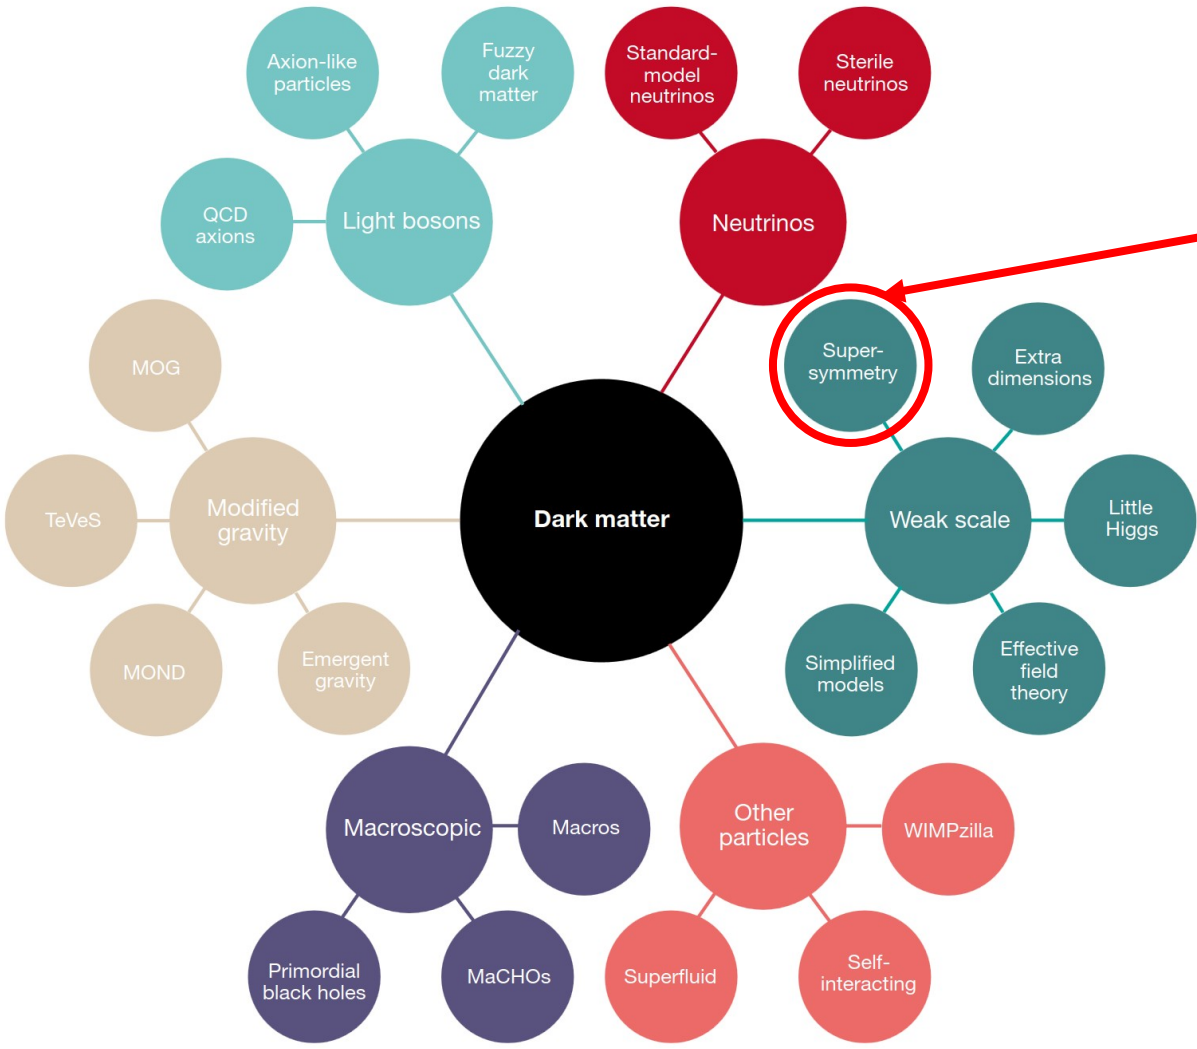 Axion-like
particles
Fuzzy
dark
matter
Standard-
model
neutrinos
Sterile
neutrinos
QCD
axions
Light bosons
Neutrinos
MOG
Super-
symmetry
Extra
dimensions
TeVeS
Modified
gravity
Dark matter
Weak scale
Little
Higgs
MOND
Emergent
gravity
Simplified
models
Effective
field
theory
Macroscopic
Macros
Other
particles
WIMPzilla
Primordial
black holes
MaCHOs
Superfluid
Self-
interacting